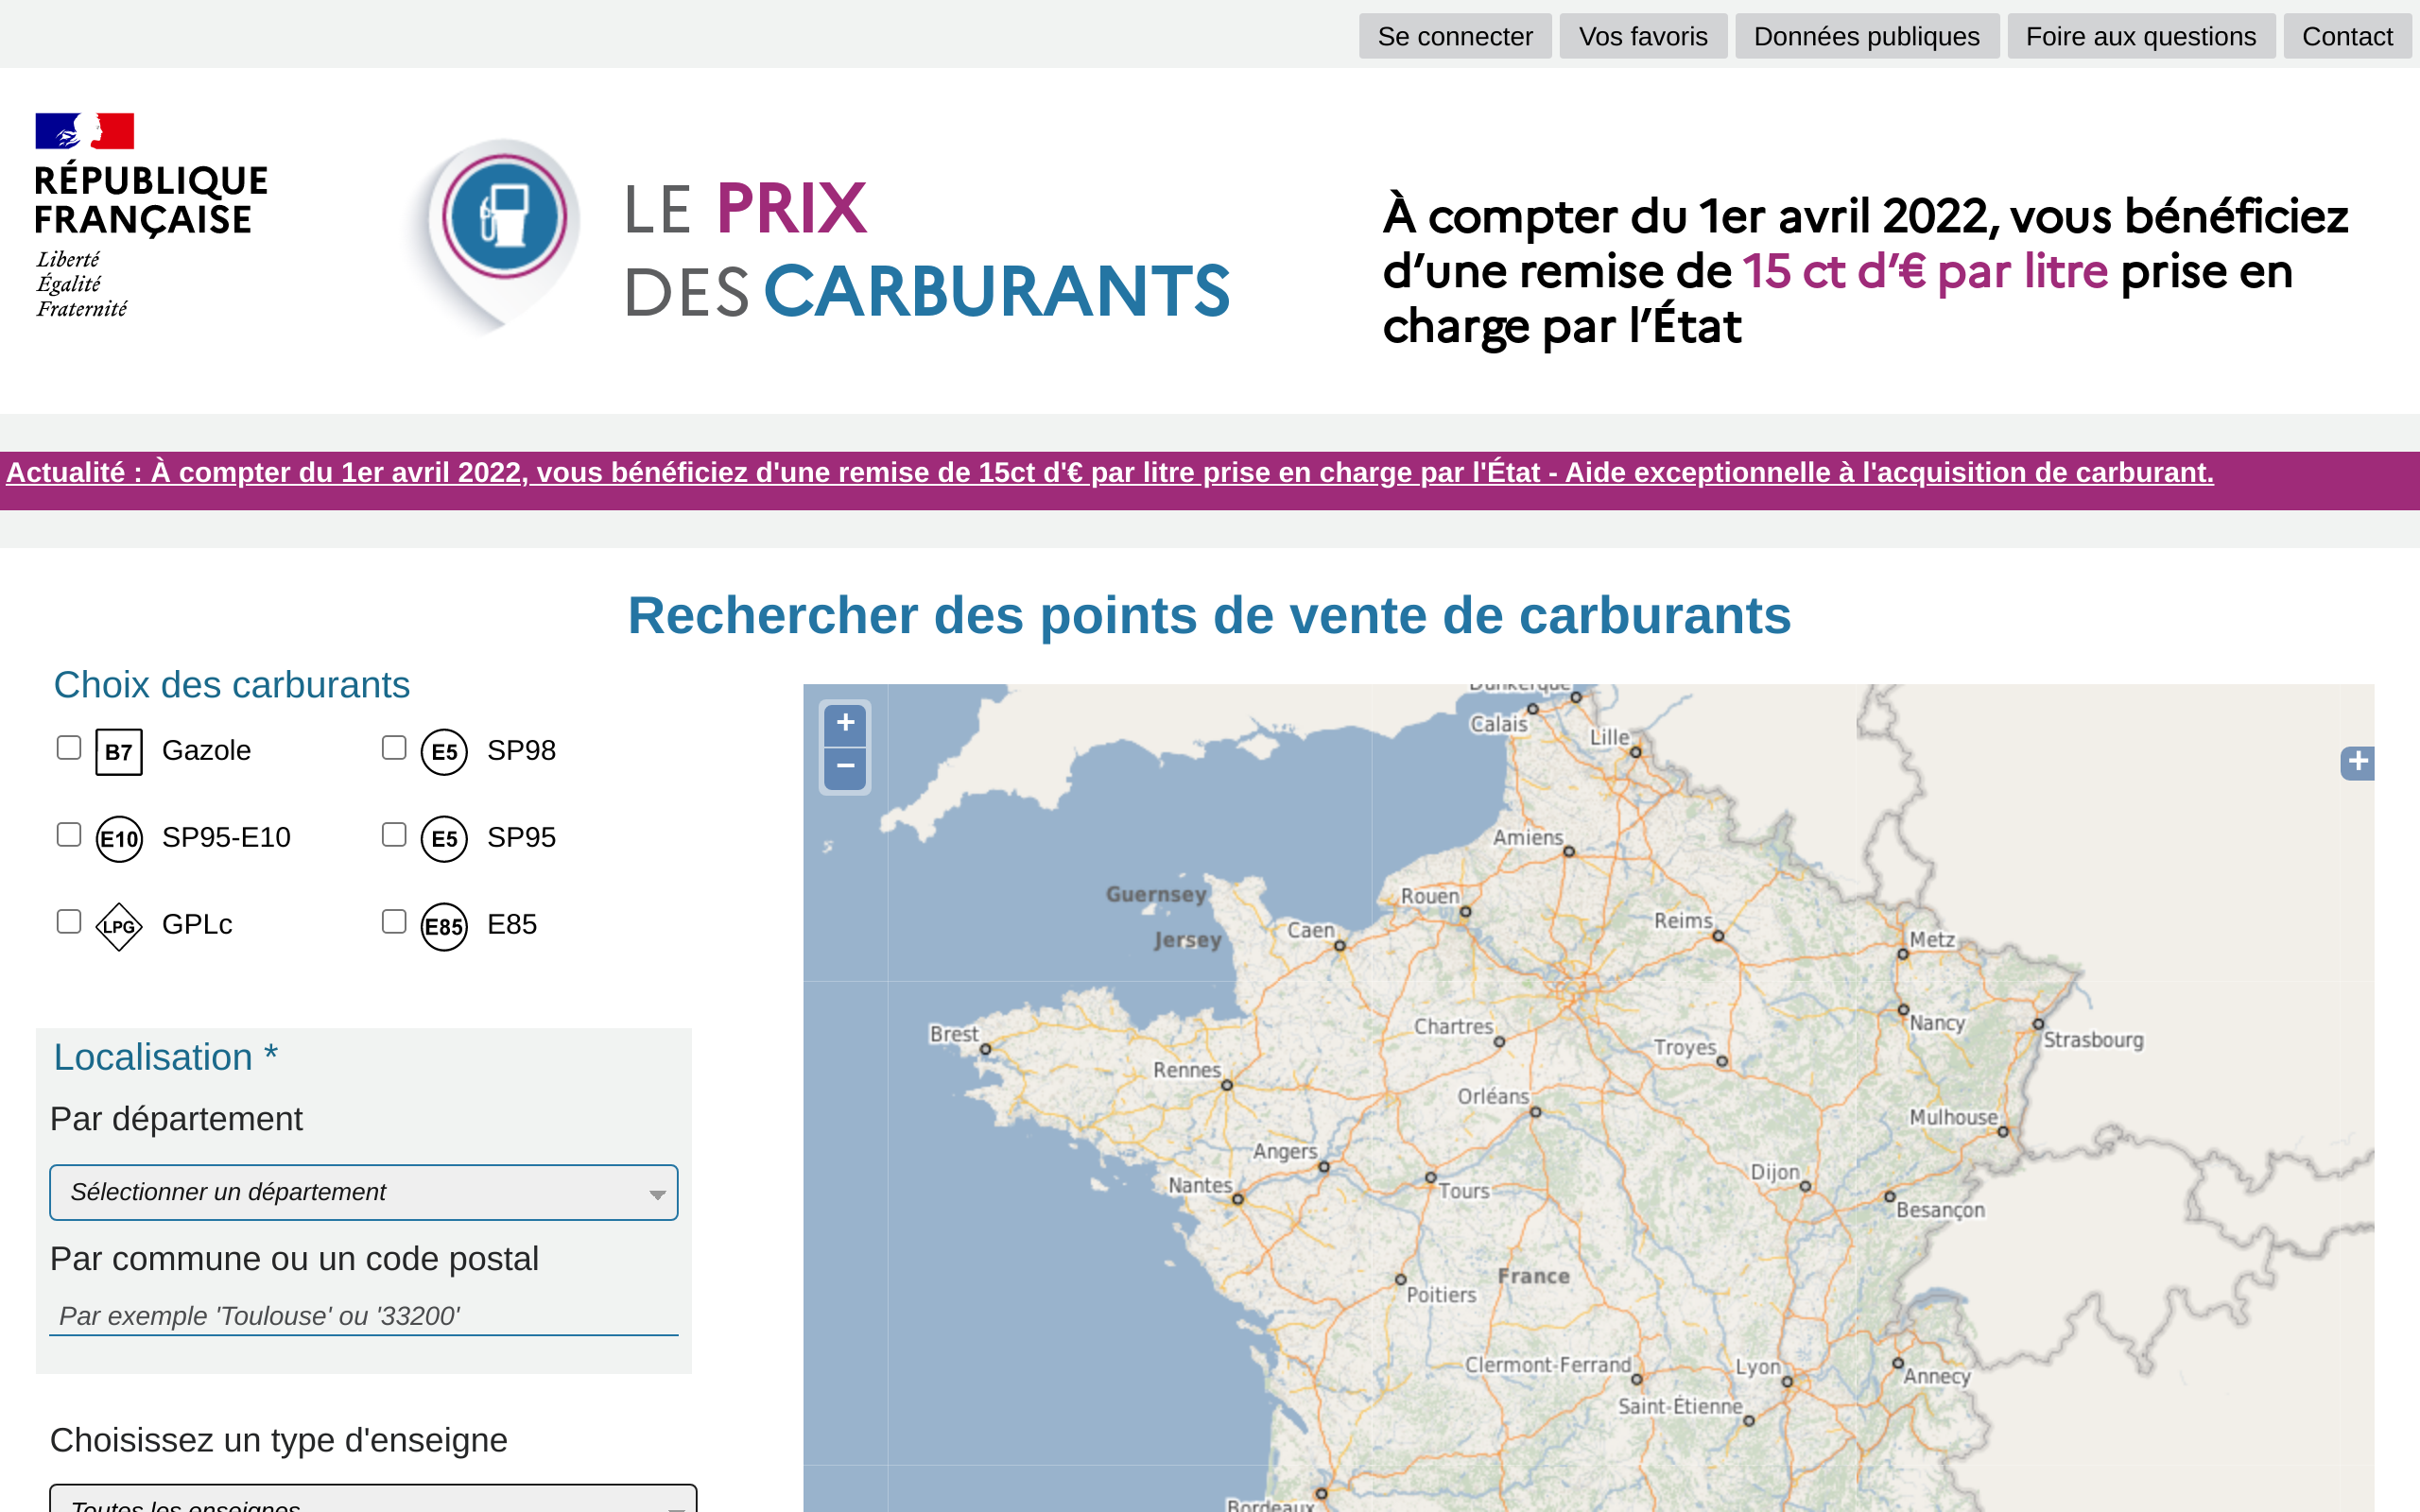 Se connecter
Vos favoris
Données publiques
Foire aux questions
Contact
RÉPUBLIQUE
FRANÇAISE
Liberté
Égalité
Fraternité
LE PRIX
DES CARBURANTS
À compter du 1er avril 2022, vous bénéficiez
d'une remise de 15 ct d'€ par litre prise en
charge par l'État
Actualité : À compter du 1er avril 2022, vous bénéficiez d'une remise de 15ct d'€ par litre prise en charge par l'État - Aide exceptionnelle à l'acquisition de carburant.
Rechercher des points de vente de carburants
Choix des carburants
B7 Gazole
E5 SP98
E10 SP95-E10
E5 SP95
LPG GPLc
E85 E85
Localisation *
Par département
Sélectionner un département
Par commune ou un code postal
Par exemple 'Toulouse' ou '33200'
Choisissez un type d'enseigne
Toutes les enseignes
+
−
+
Dunkerque
Calais
Lille
Amiens
Guernsey
Rouen
Reims
Jersey
Caen
Metz
Brest
Chartres
Nancy
Strasbourg
Troyes
Rennes
Orléans
Mulhouse
Angers
Dijon
Nantes
Tours
Besançon
France
Poitiers
Clermont-Ferrand
Lyon
Annecy
Saint-Étienne
Bordeaux